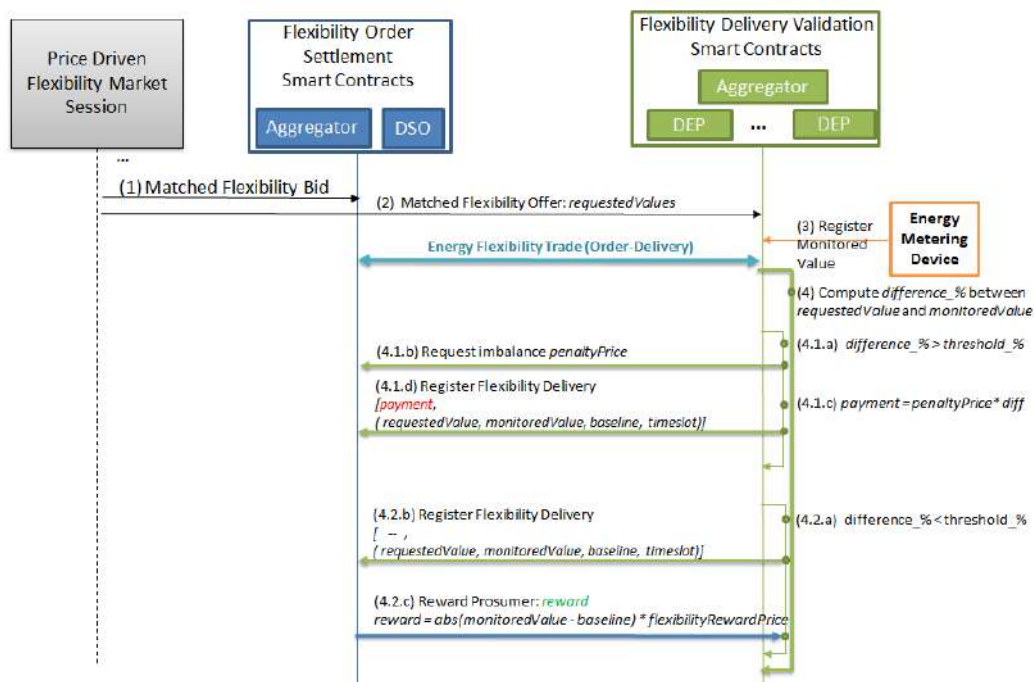 Price Driven
Flexibility Market
Session
...
Flexibility Order
Settlement
Smart Contracts
Aggregator
DSO
Flexibility Delivery Validation
Smart Contracts
Aggregator
DEP
...
DEP
(1) Matched Flexibility Bid
(2) Matched Flexibility Offer: requestedValues
(3) Register
Monitored
Value
Energy
Metering
Device
Energy Flexibility Trade (Order-Delivery)
(4) Compute difference_% between
requestedValue and monitoredValue
(4.1.a) difference_% > threshold_%
(4.1.b) Request imbalance penaltyPrice
(4.1.c) payment = penaltyPrice* diff
(4.1.d) Register Flexibility Delivery
[payment,
( requestedValue, monitoredValue, baseline, timeslot)]
(4.2.a) difference_% < threshold_%
(4.2.b) Register Flexibility Delivery
[ -- ,
( requestedValue, monitoredValue, baseline, timeslot)]
(4.2.c) Reward Prosumer: reward
reward = abs(monitoredValue - baseline) * flexibilityRewardPrice